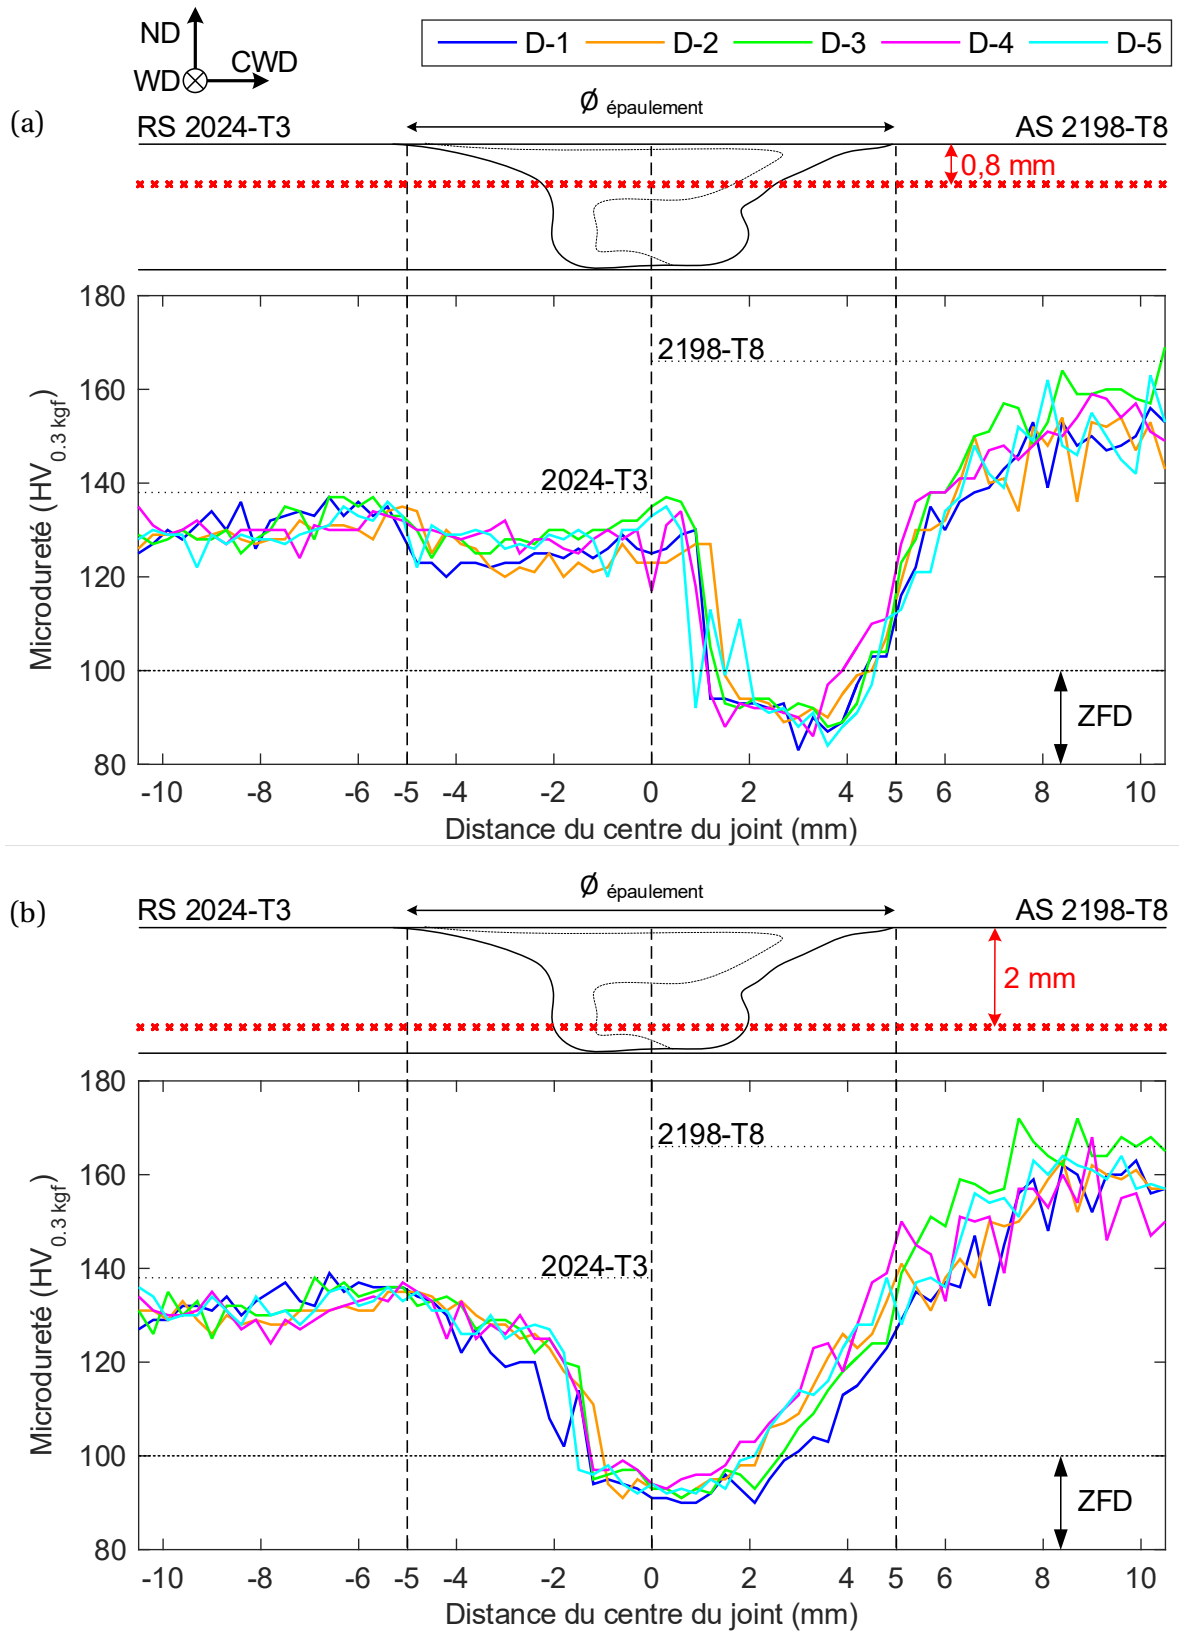 ND
WD CWD
D-1 D-2 D-3 D-4 D-5
(a)
RS 2024-T3
Ø épaulement
AS 2198-T8
0,8 mm
180
160
140
120
100
80
Microdureté (HV0.3 kgf)
2198-T8
2024-T3
ZFD
-10 -8 -6 -5 -4 -2 0 2 4 5 6 8 10
Distance du centre du joint (mm)
(b)
RS 2024-T3
Ø épaulement
AS 2198-T8
2 mm
180
160
140
120
100
80
Microdureté (HV0.3 kgf)
2198-T8
2024-T3
ZFD
-10 -8 -6 -5 -4 -2 0 2 4 5 6 8 10
Distance du centre du joint (mm)